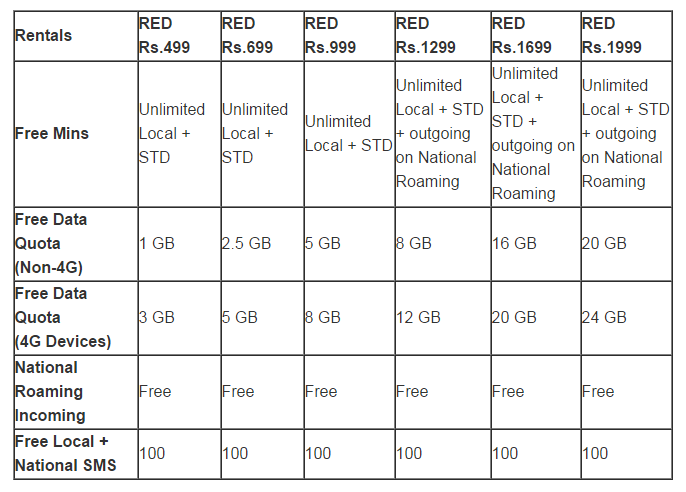 Rentals
RED Rs.499
RED Rs.699
RED Rs.999
RED Rs.1299
RED Rs.1699
RED Rs.1999
Free Mins
Unlimited
Local +
STD
Unlimited
Local +
STD
Unlimited
Local + STD
Unlimited
Local + STD
+ outgoing
on National
Roaming
Unlimited
Local +
STD +
outgoing on
National
Roaming
Unlimited
Local + STD
+ outgoing
on National
Roaming
Free Data
Quota
(Non-4G)
1 GB
2.5 GB
5 GB
8 GB
16 GB
20 GB
Free Data
Quota
(4G Devices)
3 GB
5 GB
8 GB
12 GB
20 GB
24 GB
National
Roaming
Incoming
Free
Free
Free
Free
Free
Free
Free Local +
National SMS
100
100
100
100
100
100